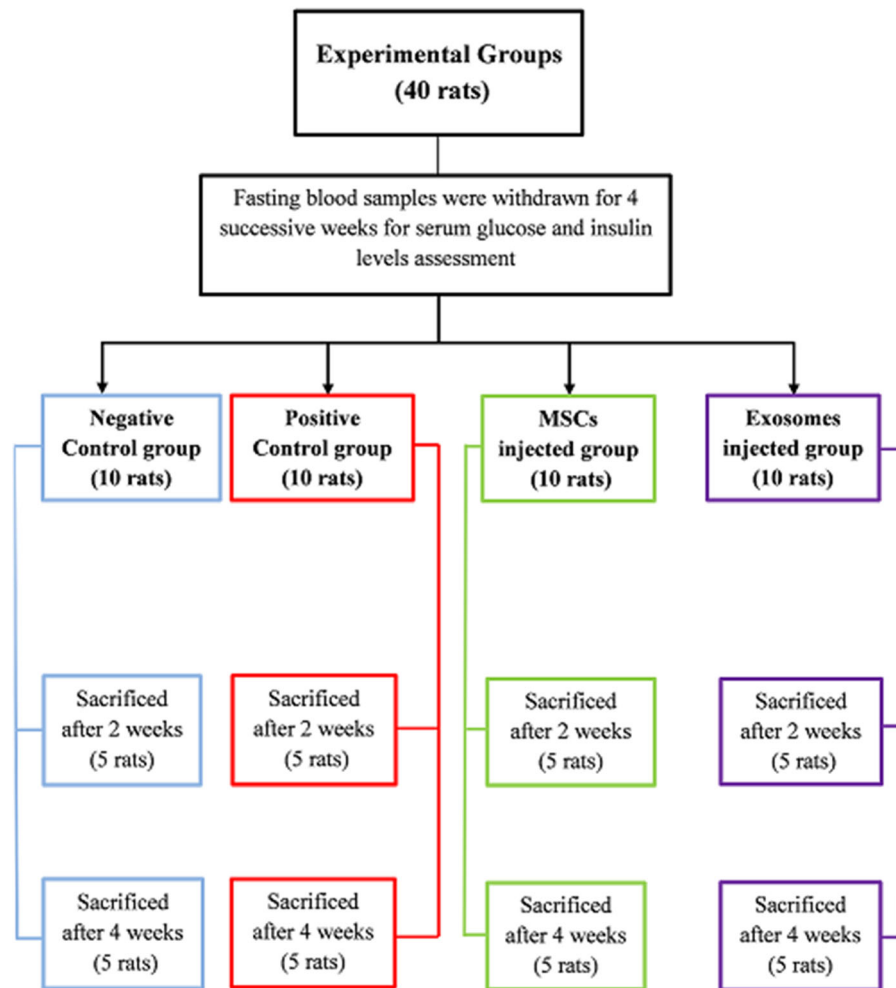 Experimental Groups
(40 rats)
Fasting blood samples were withdrawn for 4
successive weeks for serum glucose and insulin
levels assessment
Negative
Control group
(10 rats)
Positive
Control group
(10 rats)
MSCs
injected group
(10 rats)
Exosomes
injected group
(10 rats)
Sacrificed
after 2 weeks
(5 rats)
Sacrificed
after 2 weeks
(5 rats)
Sacrificed
after 2 weeks
(5 rats)
Sacrificed
after 2 weeks
(5 rats)
Sacrificed
after 4 weeks
(5 rats)
Sacrificed
after 4 weeks
(5 rats)
Sacrificed
after 4 weeks
(5 rats)
Sacrificed
after 4 weeks
(5 rats)